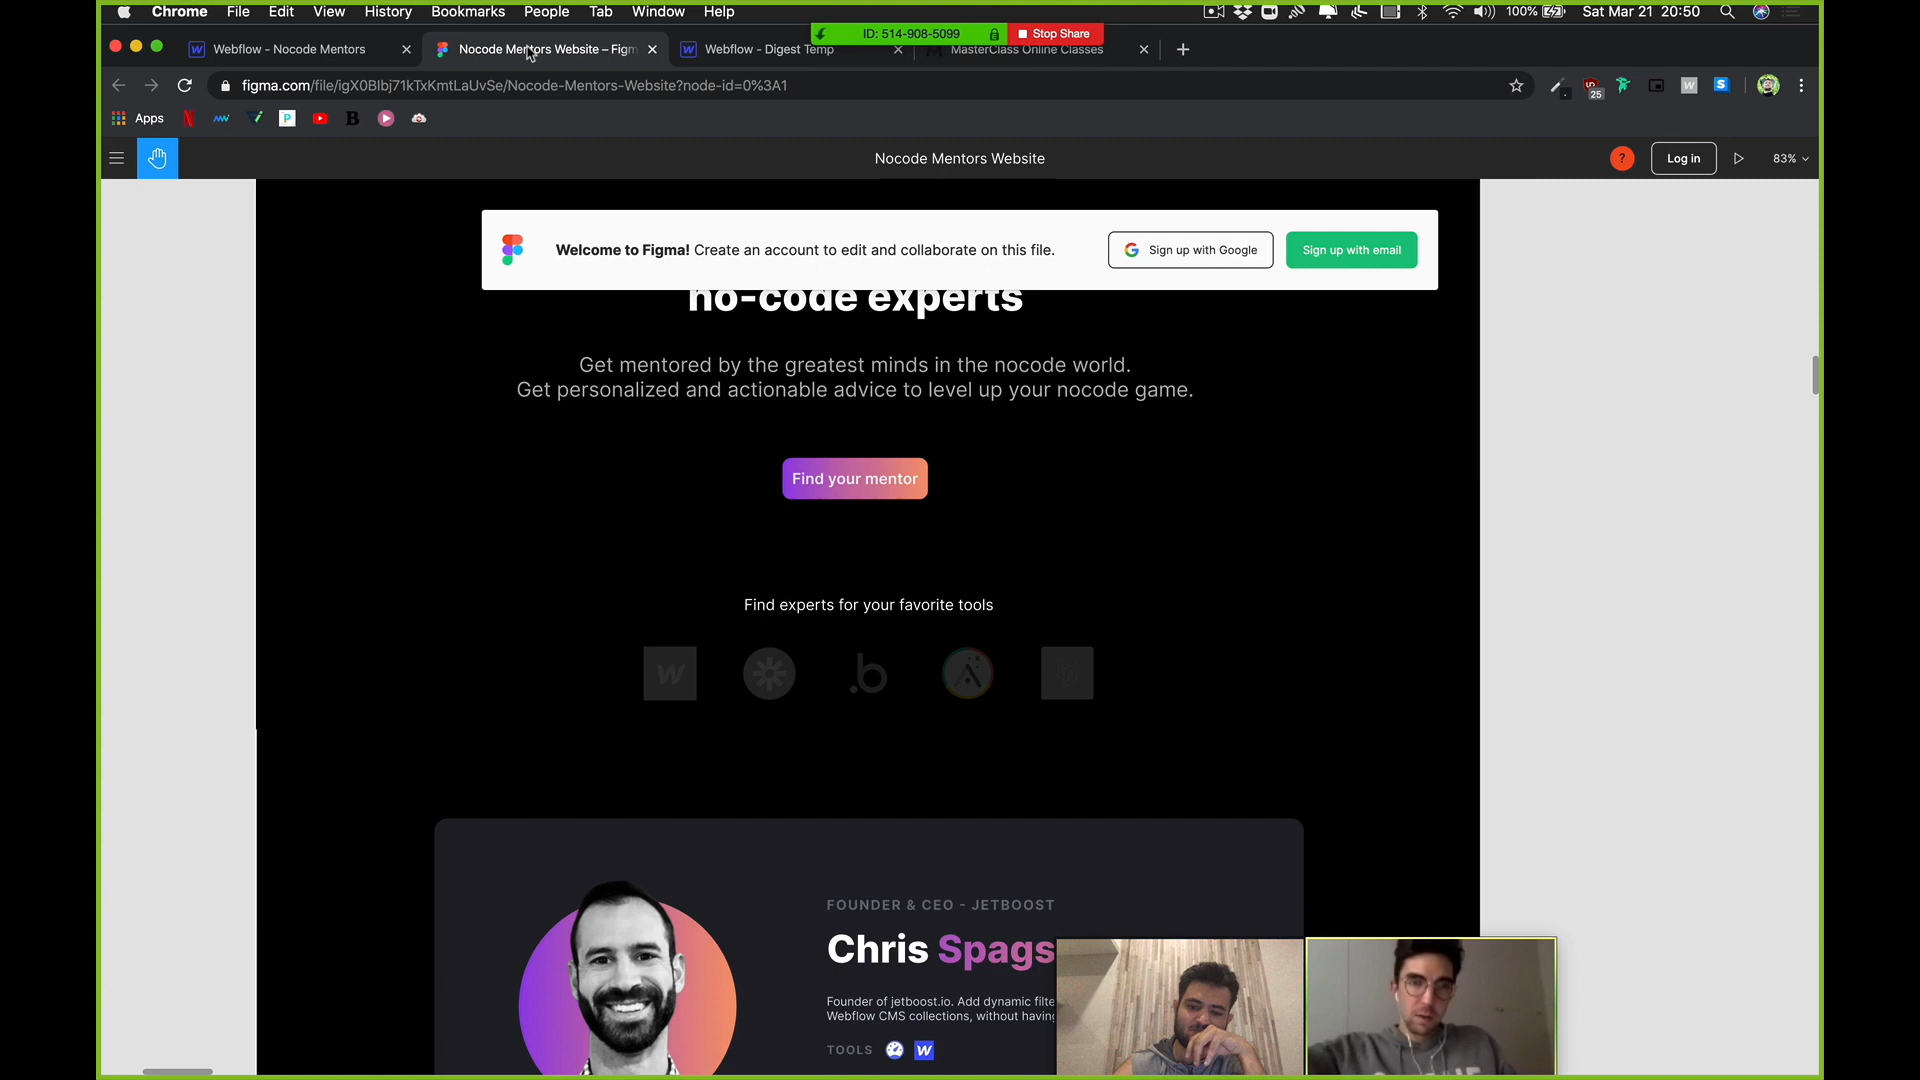 Chrome File Edit View History Bookmarks People Tab Window Help
100% Sat Mar 21 20:50
ID: 514-908-5099 Stop Share
Webflow - Nocode Mentors
Nocode Mentors Website – Figm
Webflow - Digest Temp
MasterClass Online Classes
figma.com/file/igX0BIbj71kTxKmtLaUvSe/Nocode-Mentors-Website?node-id=0%3A1
25
Apps
Nocode Mentors Website
? Log in 83%
Welcome to Figma! Create an account to edit and collaborate on this file.
Sign up with Google
Sign up with email
no-code experts
Get mentored by the greatest minds in the nocode world.
Get personalized and actionable advice to level up your nocode game.
Find your mentor
Find experts for your favorite tools
FOUNDER & CEO - JETBOOST
Chris Spags
Founder of jetboost.io. Add dynamic filte
Webflow CMS collections, without having
TOOLS